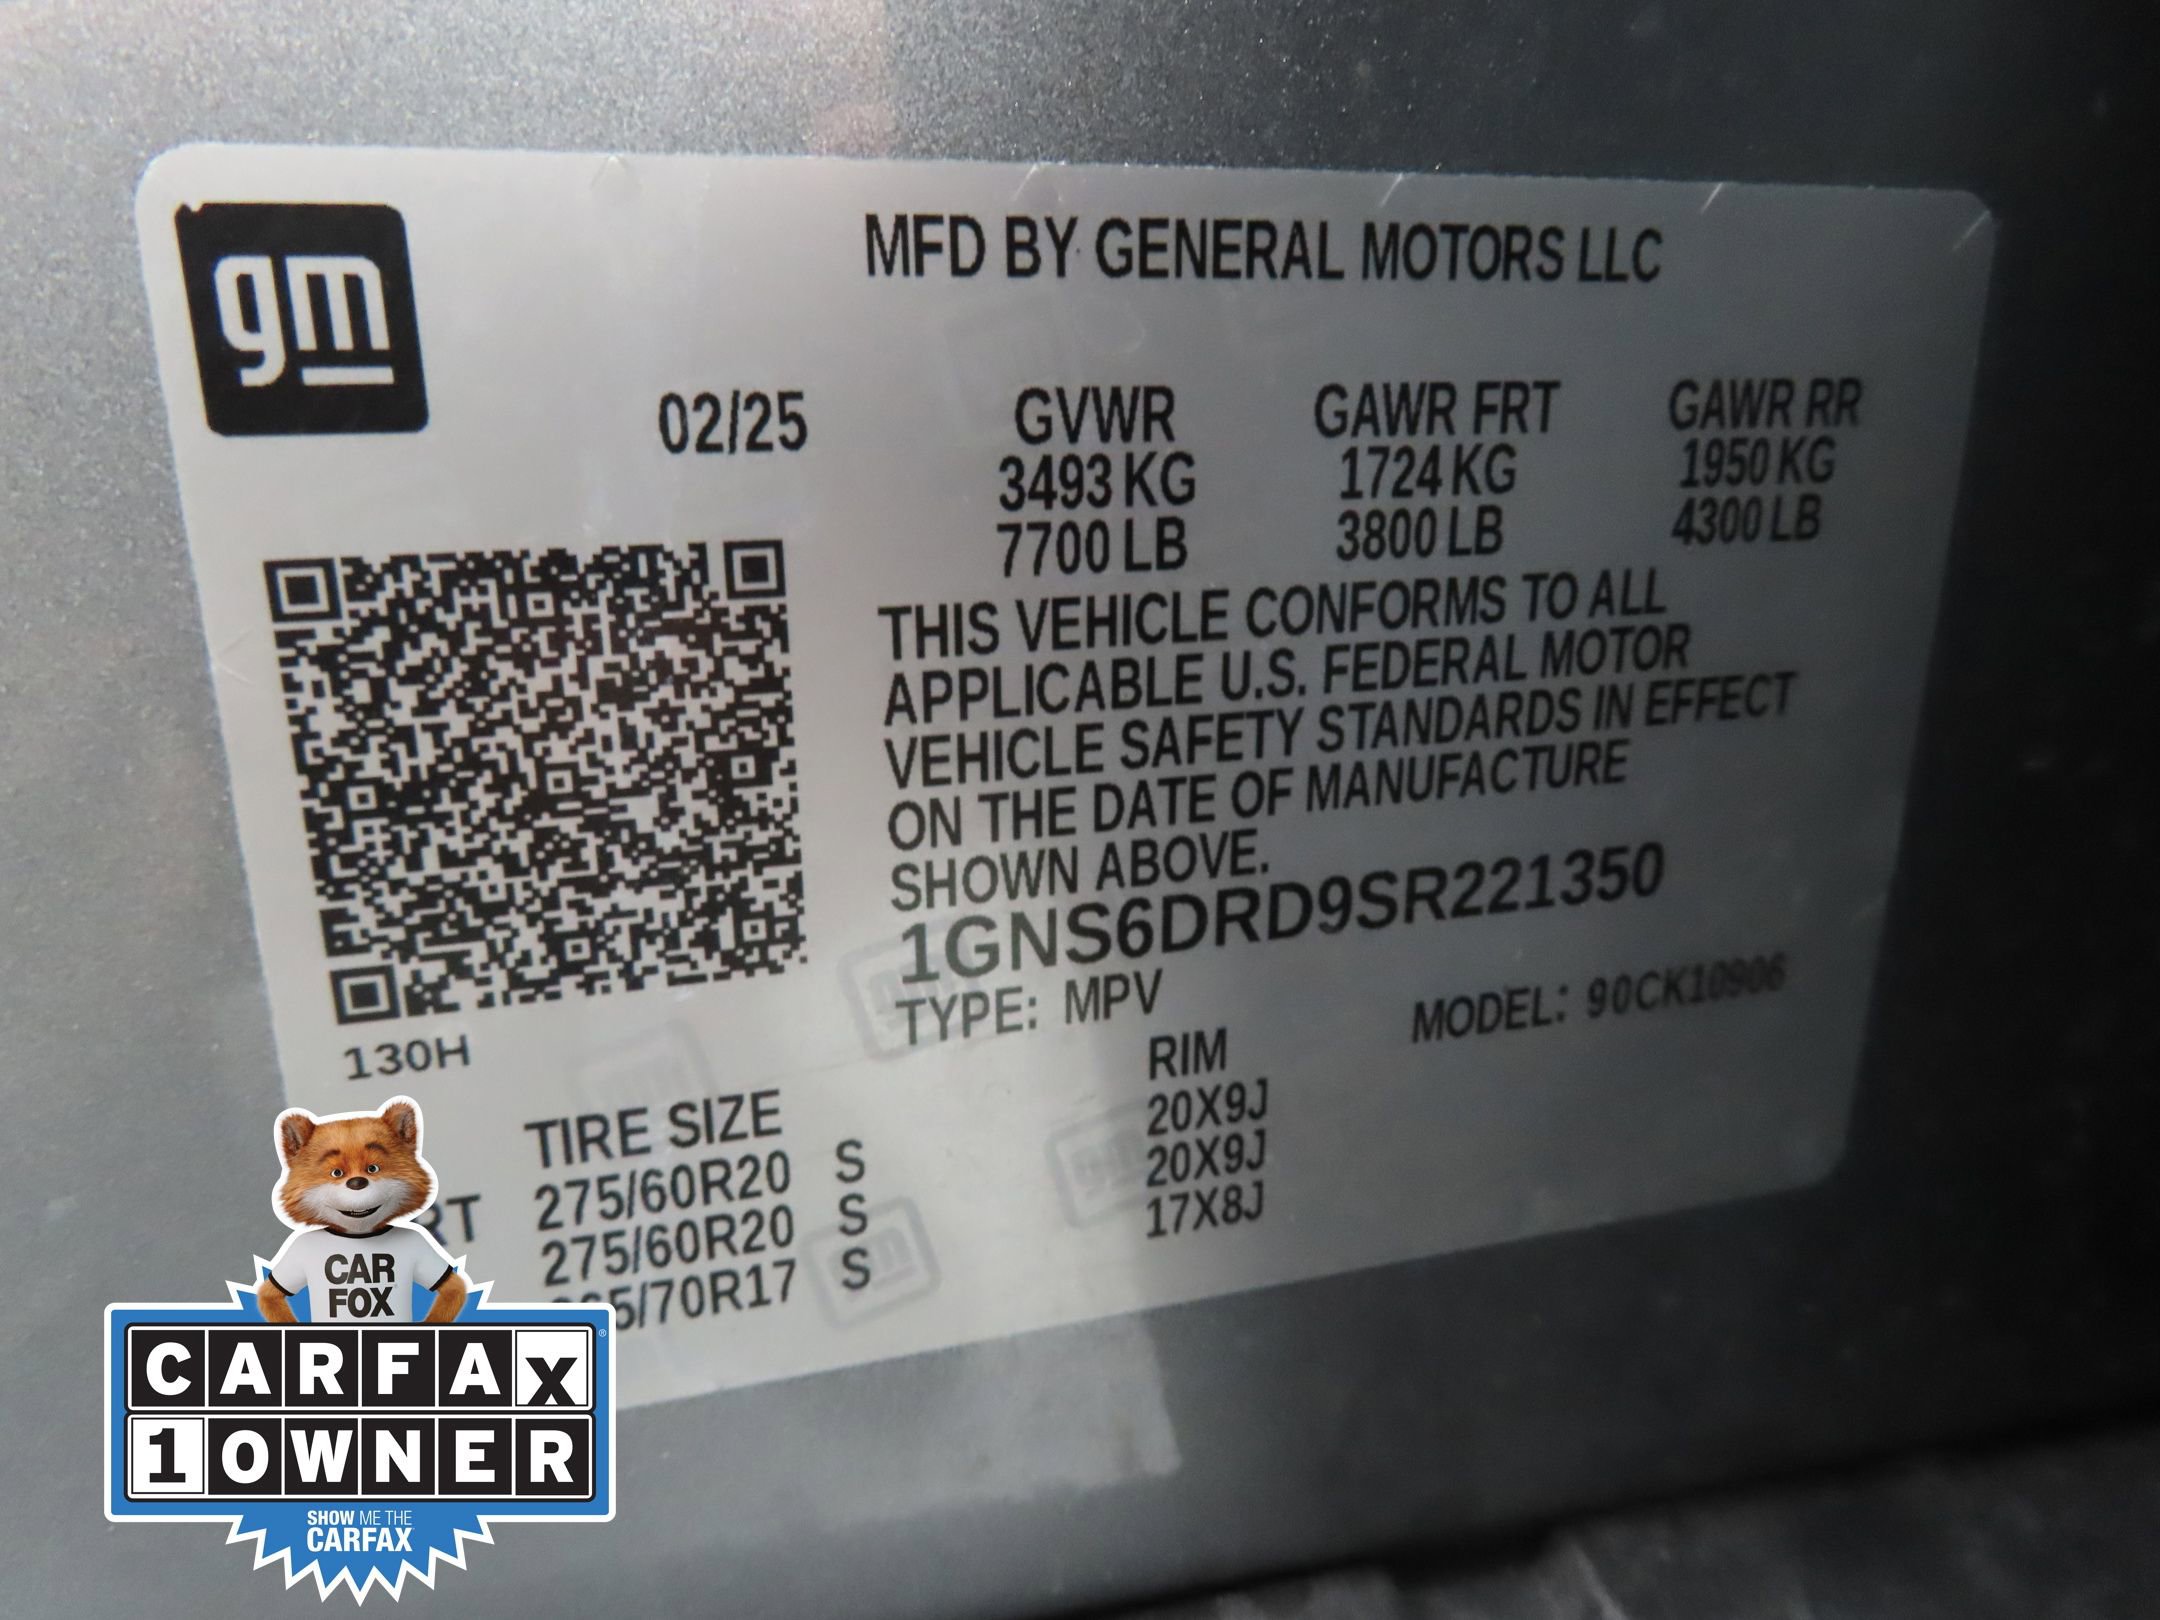 gm
MFD BY GENERAL MOTORS LLC
02/25
GVWR GAWR FRT GAWR RR
3493 KG 1724 KG 1950 KG
7700 LB 3800 LB 4300 LB
THIS VEHICLE CONFORMS TO ALL
APPLICABLE U.S. FEDERAL MOTOR
VEHICLE SAFETY STANDARDS IN EFFECT
ON THE DATE OF MANUFACTURE
SHOWN ABOVE.
1GNS6DRD9SR221350
TYPE: MPV MODEL: 90CK10906
130H
TIRE SIZE RIM
275/60R20 S 20X9J
275/60R20 S 20X9J
S 17X8J
CAR
FOX
CARFAX
1 OWNER
SHOW ME THE
CARFAX